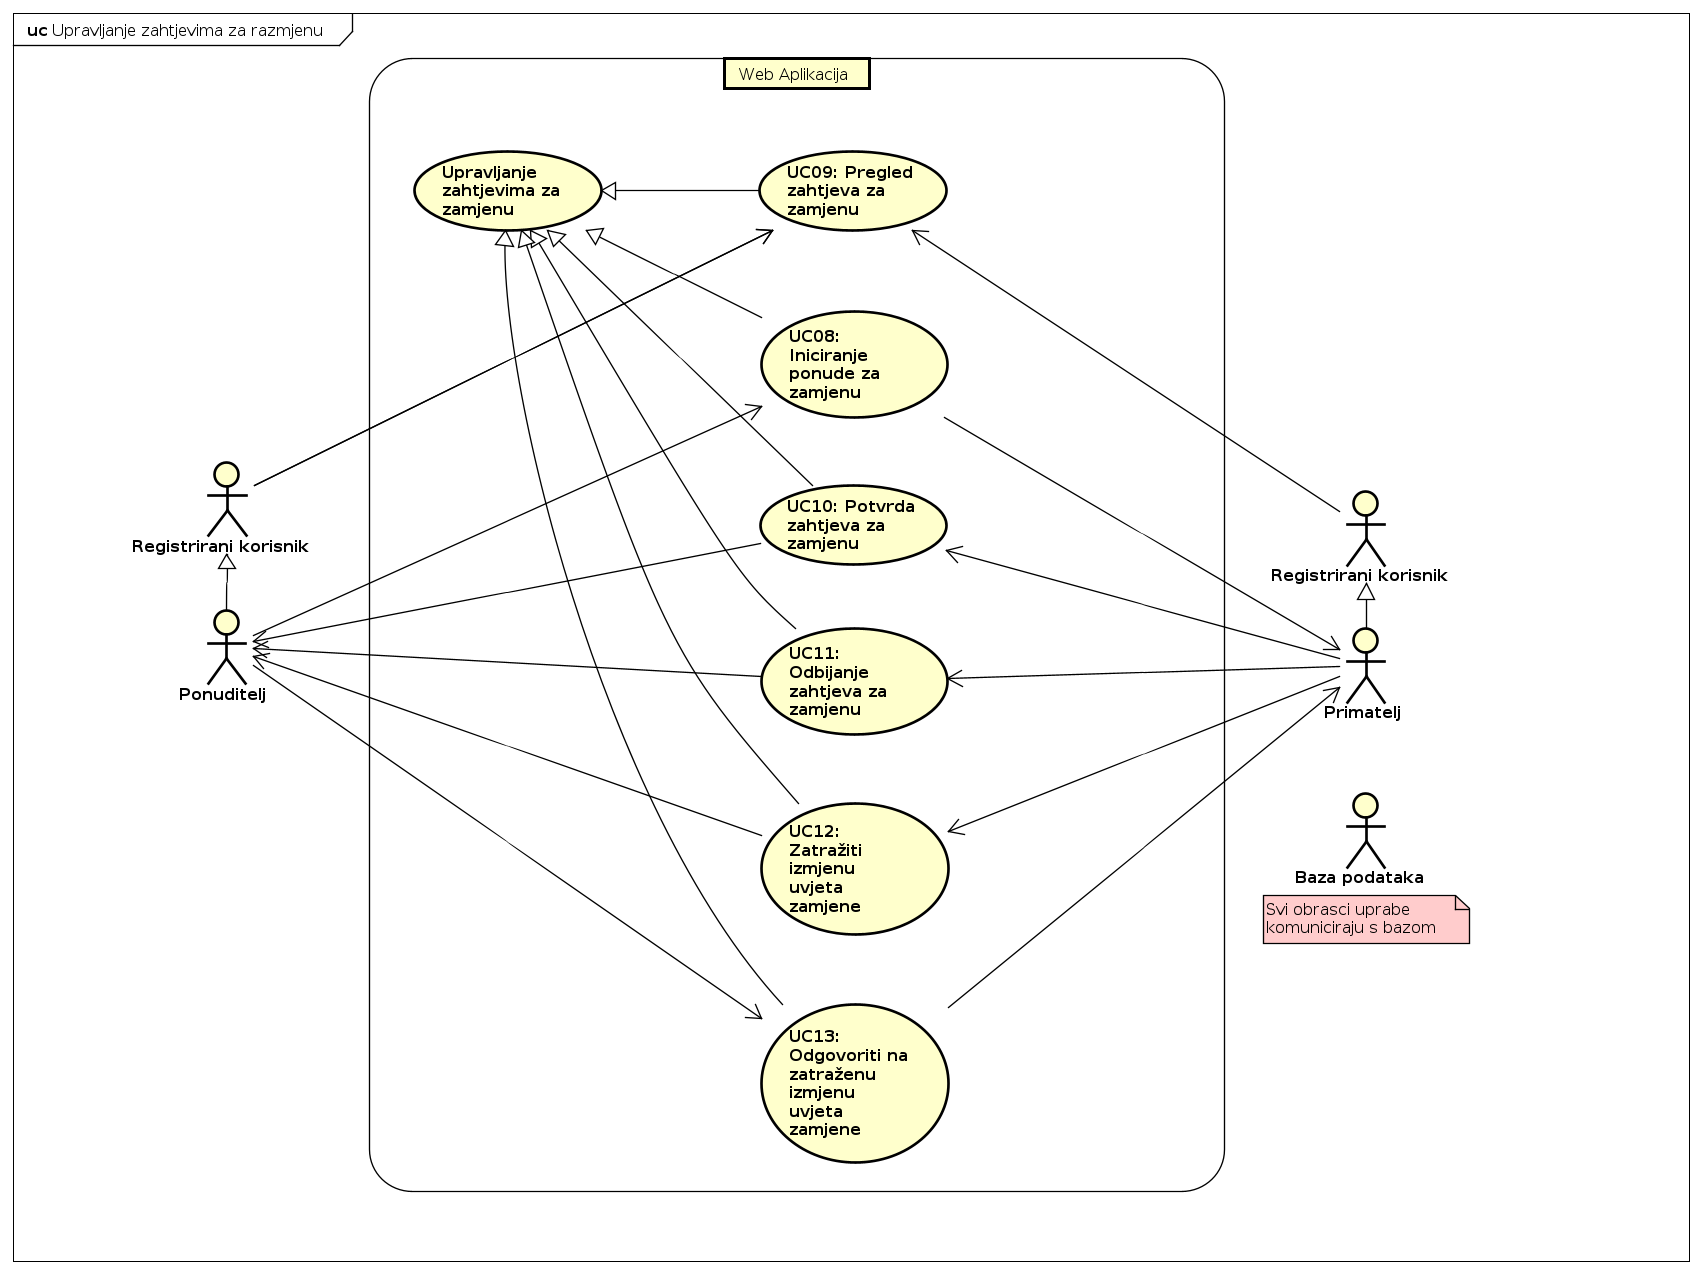 uc Upravljanje zahtjevima za razmjenu
Web Aplikacija
Upravljanje
zahtjevima za
zamjenu
UC09: Pregled
zahtjeva za
zamjenu
UC08:
Iniciranje
ponude za
zamjenu
Registrirani korisnik
UC10: Potvrda
zahtjeva za
zamjenu
Registrirani korisnik
Ponuditelj
UC11:
Odbijanje
zahtjeva za
zamjenu
Primatelj
UC12:
Zatražiti
izmjenu
uvjeta
zamjene
Baza podataka
Svi obrasci uprabe
komuniciraju s bazom
UC13:
Odgovoriti na
zatraženu
izmjenu
uvjeta
zamjene